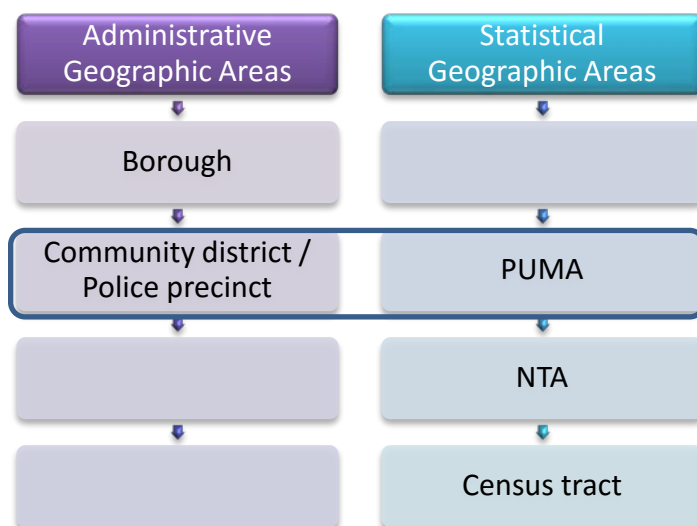 Administrative
Geographic Areas
Statistical
Geographic Areas
Borough
Community district /
Police precinct
PUMA
NTA
Census tract